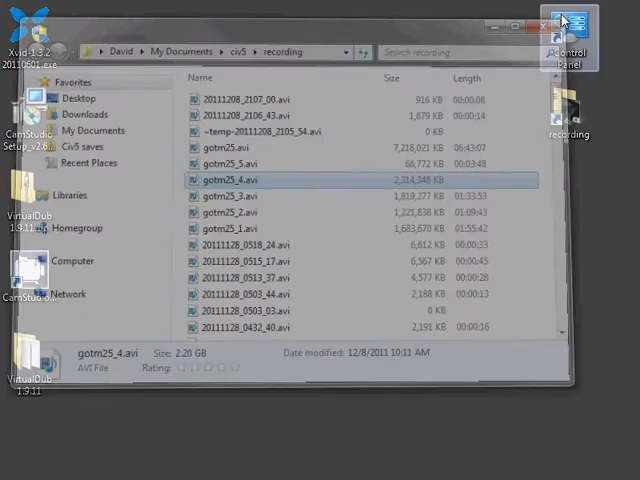 Xvid-1.3.2
20110601.exe
David
My Documents
civ5
recording
Search recording
Control
Panel
Favorites
Desktop
Downloads
My Documents
Civ5 saves
Recent Places
Libraries
Homegroup
Computer
Network
CamStudio
Setup_v2.6...
VirtualDub
1.9.11.zip
VirtualDub
1.9.11
recording
Name Size Length
20111208_2107_00.avi 916 KB 00:00:08
20111208_2106_43.avi 1,679 KB 00:00:14
~temp-20111208_2105_54.avi 0 KB
gotm25.avi 7,218,021 KB 06:43:07
gotm25_5.avi 66,772 KB 00:03:48
gotm25_4.avi 2,314,348 KB
gotm25_3.avi 1,819,277 KB 01:33:53
gotm25_2.avi 1,221,838 KB 01:09:43
gotm25_1.avi 1,683,670 KB 01:55:42
20111128_0518_24.avi 6,612 KB 00:00:33
20111128_0515_17.avi 6,567 KB 00:00:45
20111128_0513_37.avi 4,577 KB 00:00:28
20111128_0503_44.avi 2,188 KB 00:00:13
20111128_0503_03.avi 0 KB
20111128_0432_40.avi 2,191 KB 00:00:16
gotm25_4.avi Size: 2.20 GB Date modified: 12/8/2011 10:11 AM
AVI File Rating: